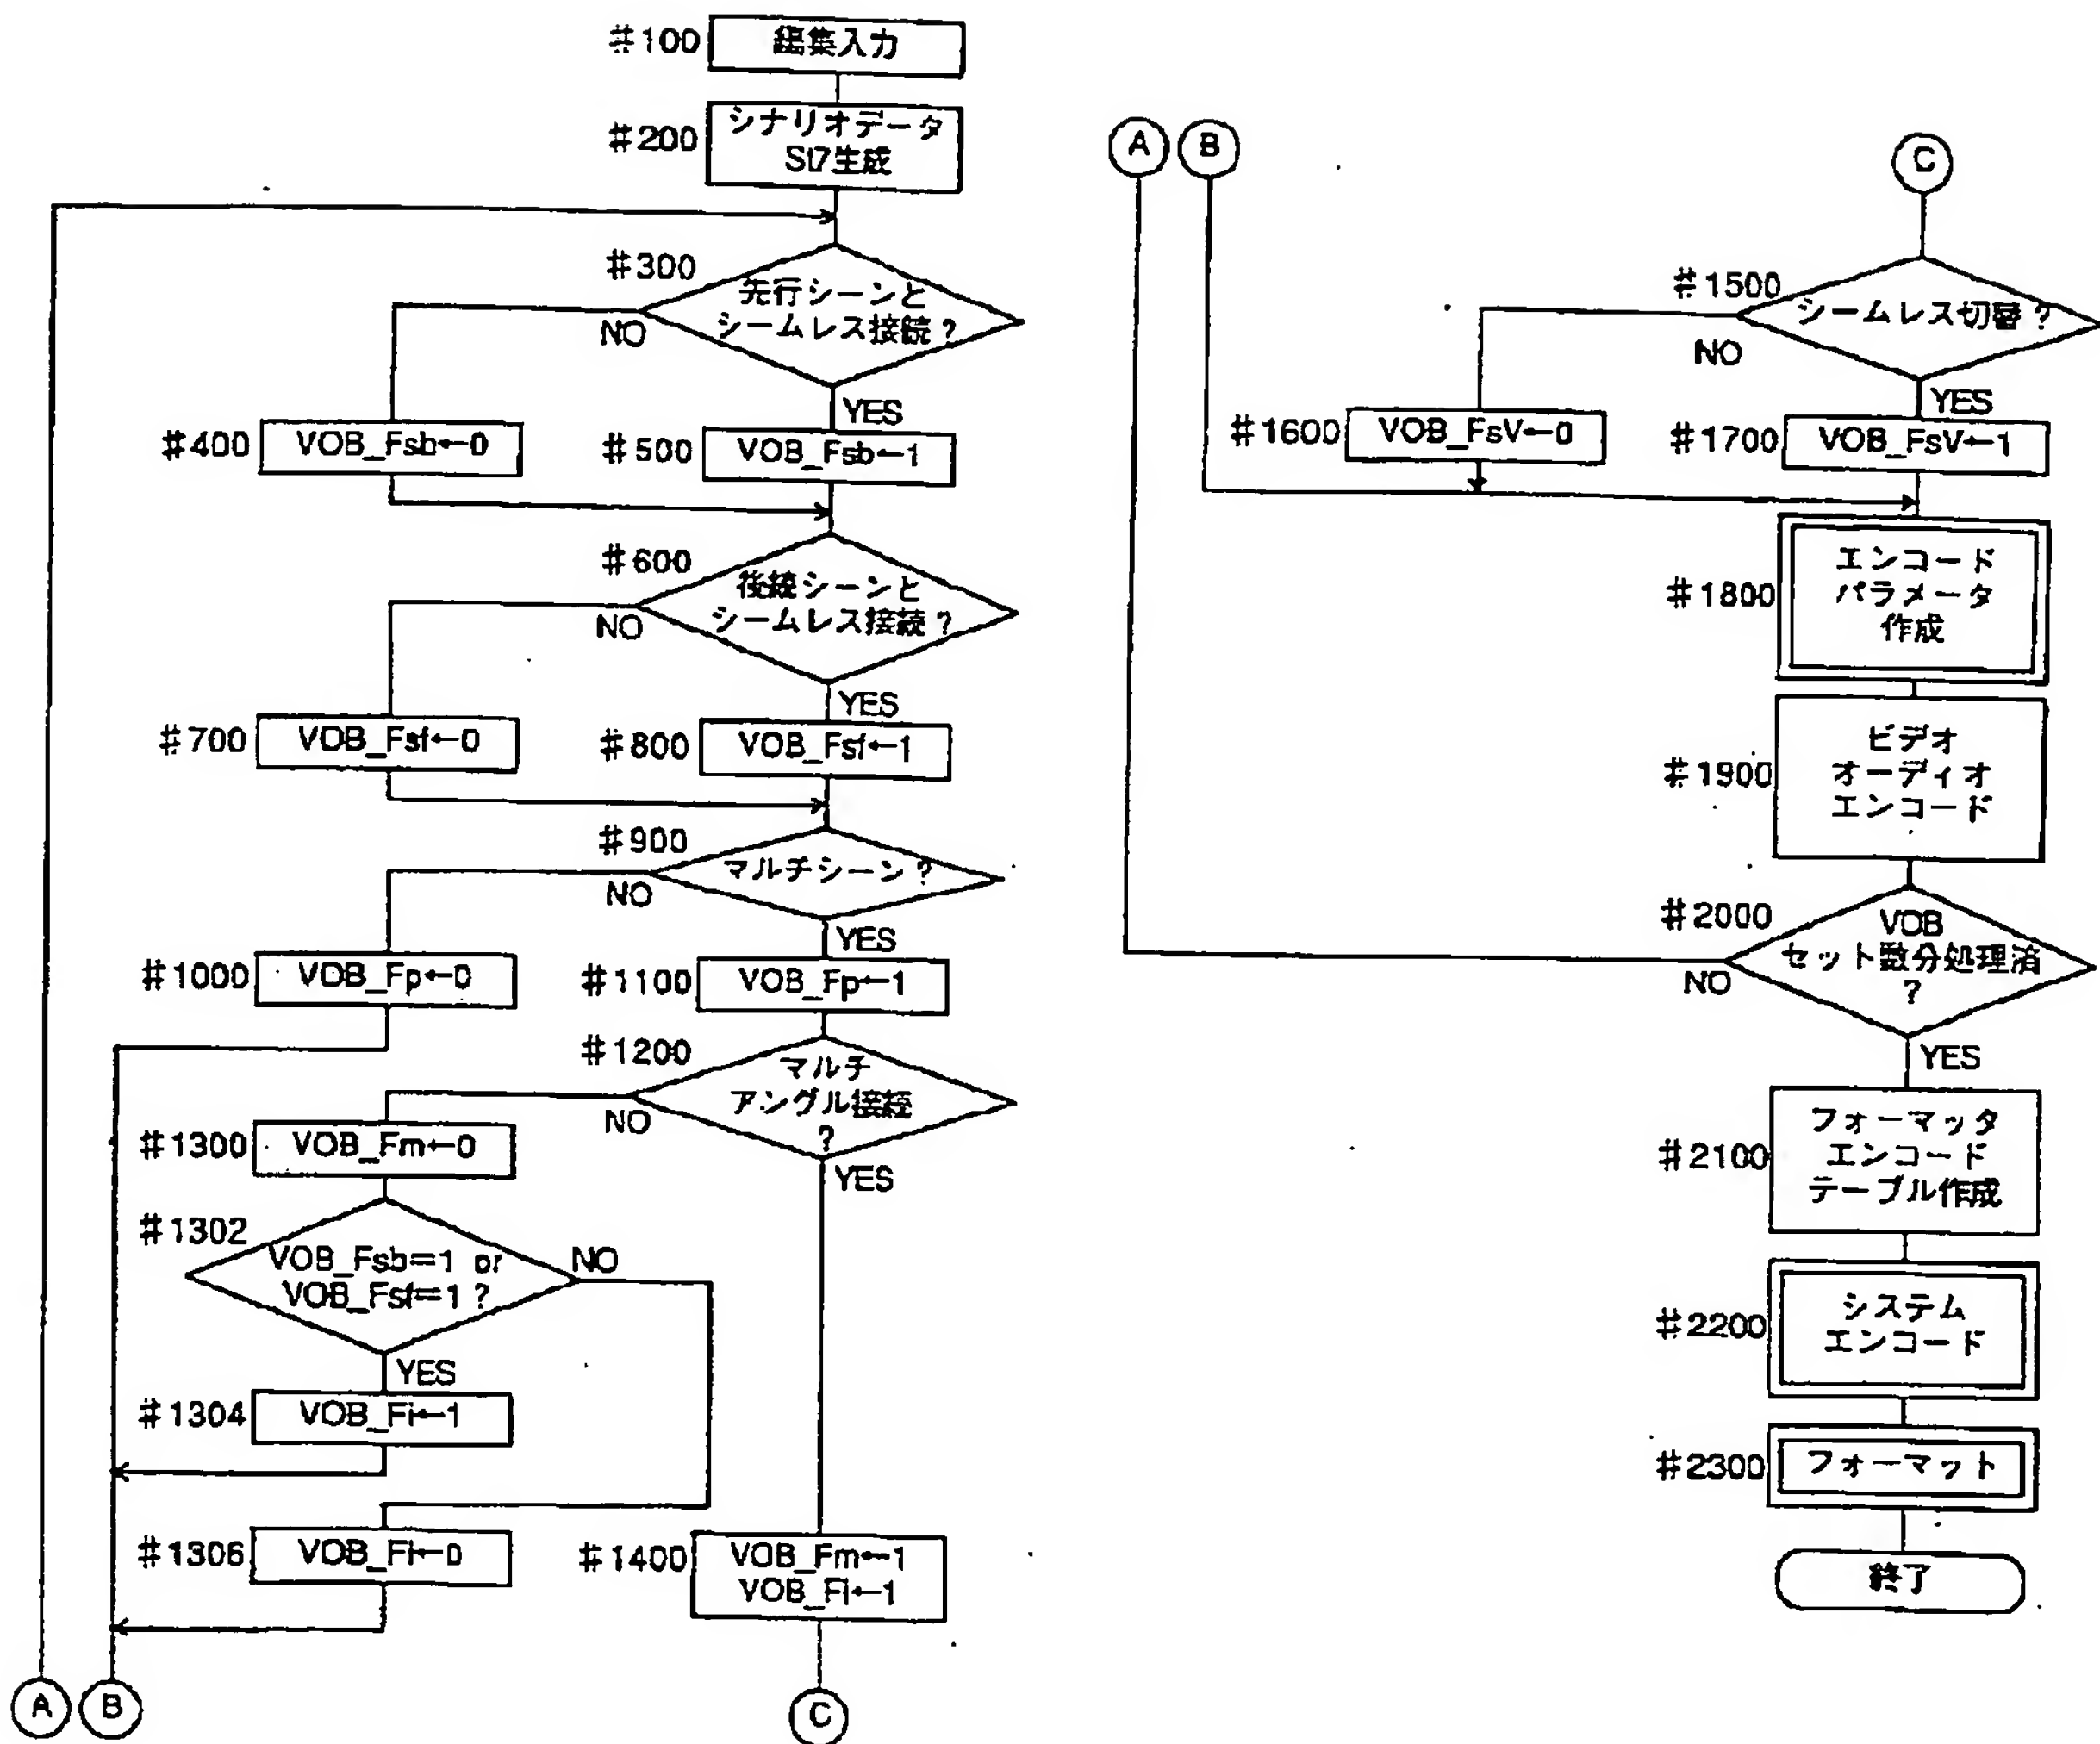 #100
編集入力
#200
シナリオデータ
St7生成
#300
先行シーンと
シームレス接続？
NO
YES
#400
VOB_Fsb←0
#500
VOB_Fsb←1
#600
後続シーンと
シームレス接続？
NO
YES
#700
VOB_Fsf←0
#800
VOB_Fsf←1
#900
マルチシーン？
NO
YES
#1000
VOB_Fp←0
#1100
VOB_Fp←1
#1200
マルチ
アングル接続
？
NO
YES
#1300
VOB_Fm←0
#1302
VOB_Fsb=1 or
VOB_Fsf=1？
NO
YES
#1304
VOB_Fi←1
#1306
VOB_Fi←0
#1400
VOB_Fm←1
VOB_Fi←1
A
B
C
A
B
C
#1500
シームレス切替？
NO
YES
#1600
VOB_FsV←0
#1700
VOB_FsV←1
#1800
エンコード
パラメータ
作成
#1900
ビデオ
オーディオ
エンコード
#2000
VOB
セット数分処理済
？
NO
YES
#2100
フォーマッタ
エンコード
テーブル作成
#2200
システム
エンコード
#2300
フォーマット
終了